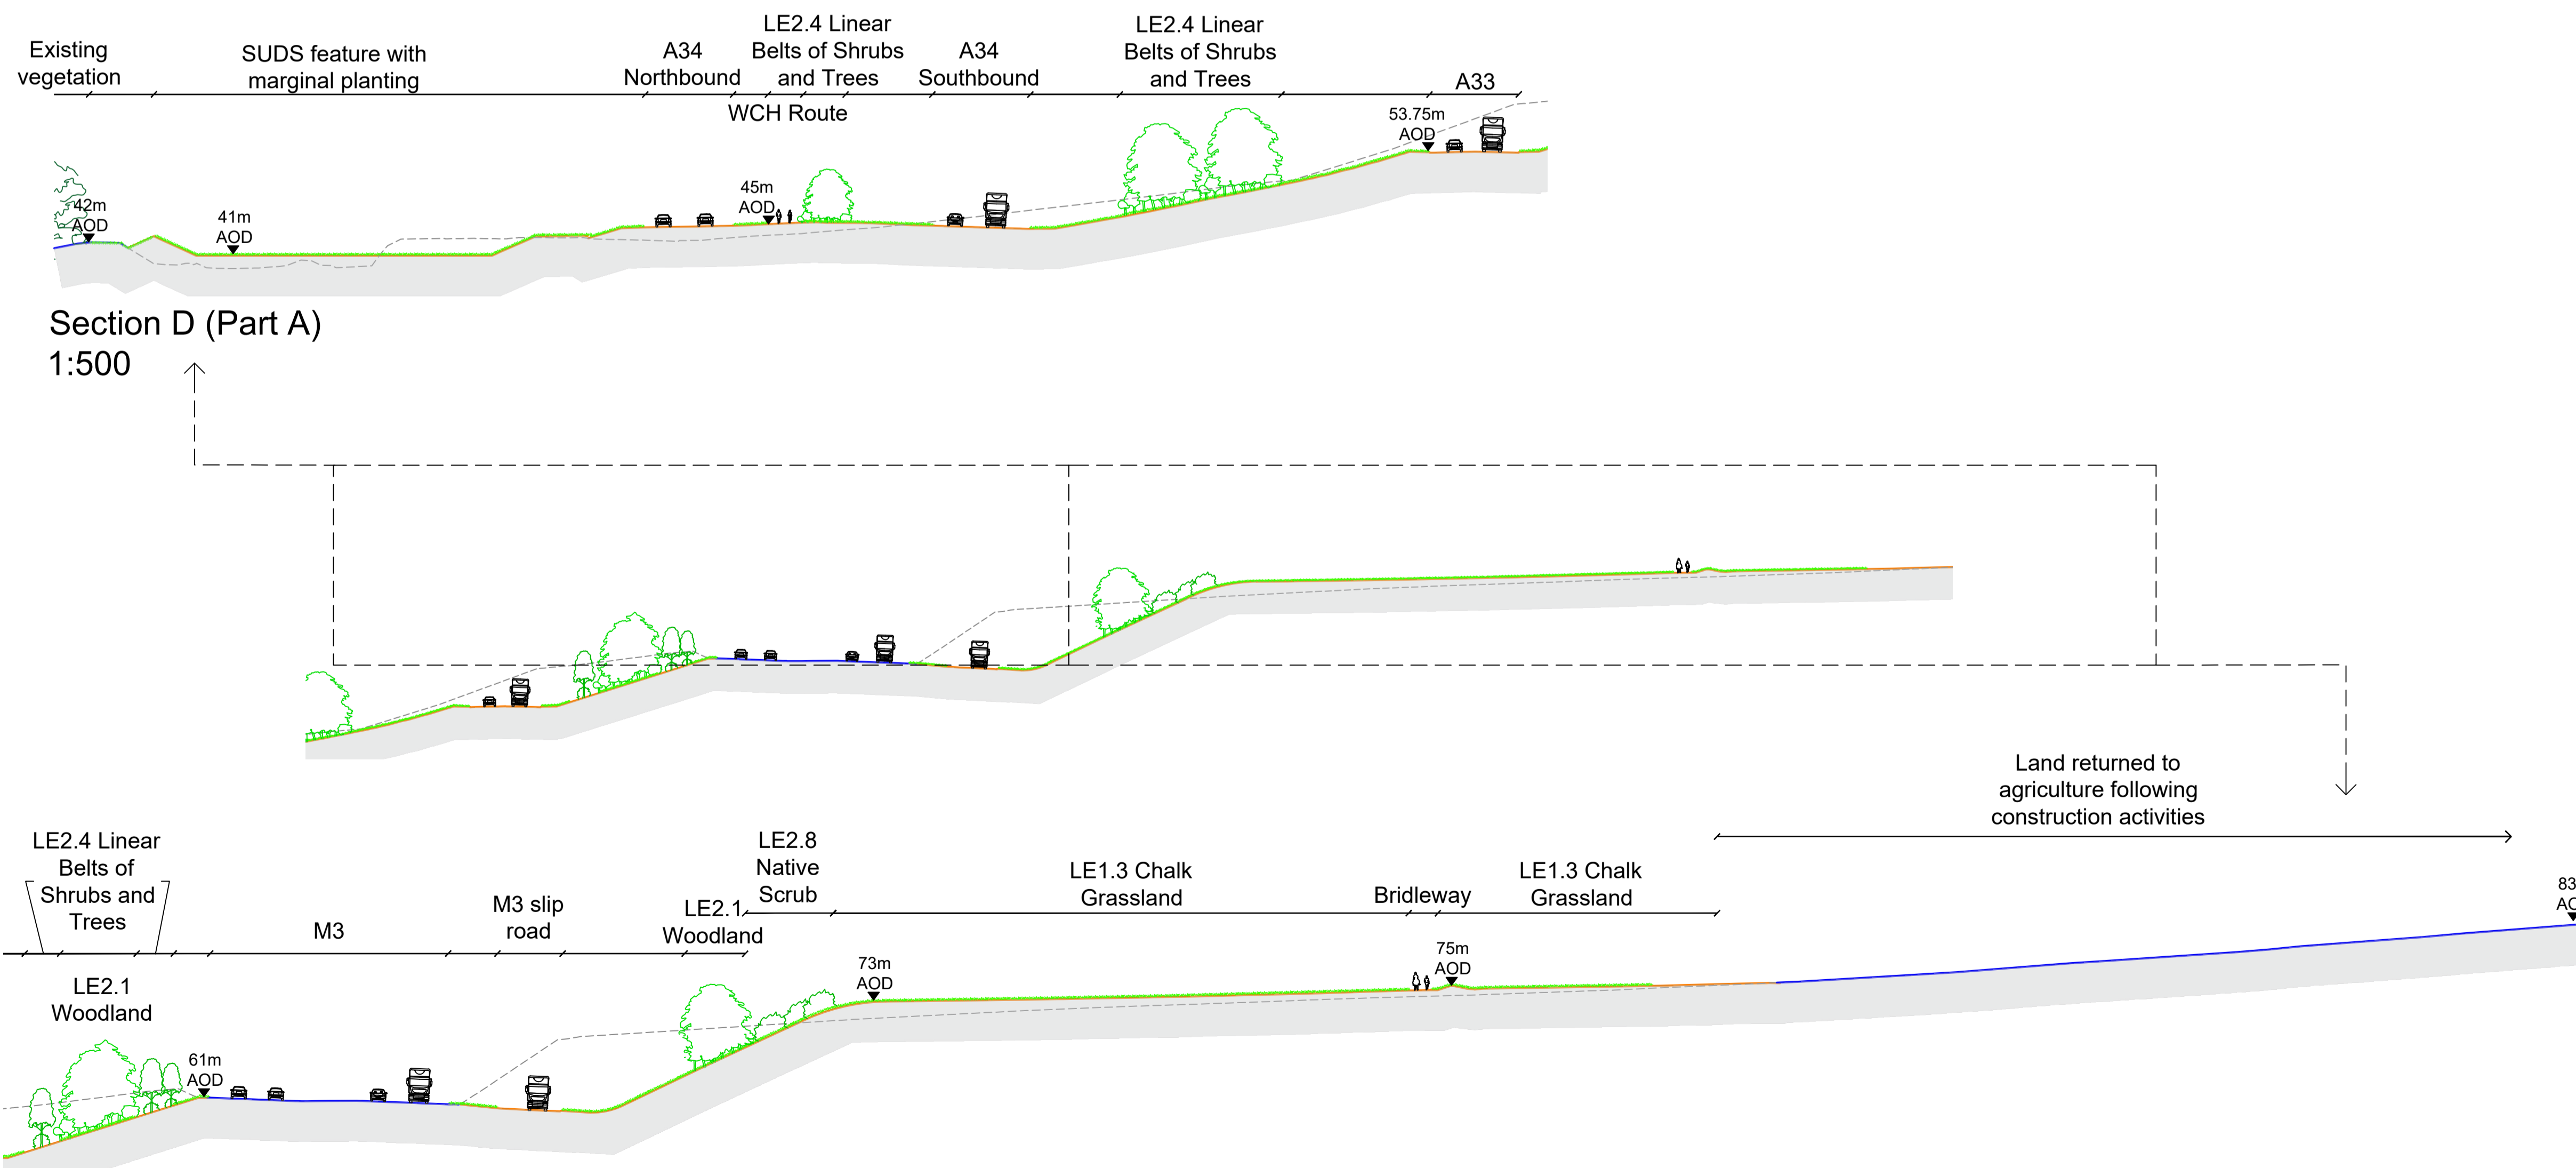 Existing
vegetation
SUDS feature with
marginal planting
A34
Northbound
LE2.4 Linear
Belts of Shrubs
and Trees
A34
Southbound
LE2.4 Linear
Belts of Shrubs
and Trees
A33
WCH Route
53.75m
AOD
45m
AOD
42m
AOD
41m
AOD
Section D (Part A)
1:500
Land returned to
agriculture following
construction activities
LE2.4 Linear
Belts of
Shrubs and
Trees
M3
M3 slip
road
LE2.1
Woodland
LE2.8
Native
Scrub
LE1.3 Chalk
Grassland
Bridleway
LE1.3 Chalk
Grassland
83
73m
AOD
75m
AOD
LE2.1
Woodland
61m
AOD